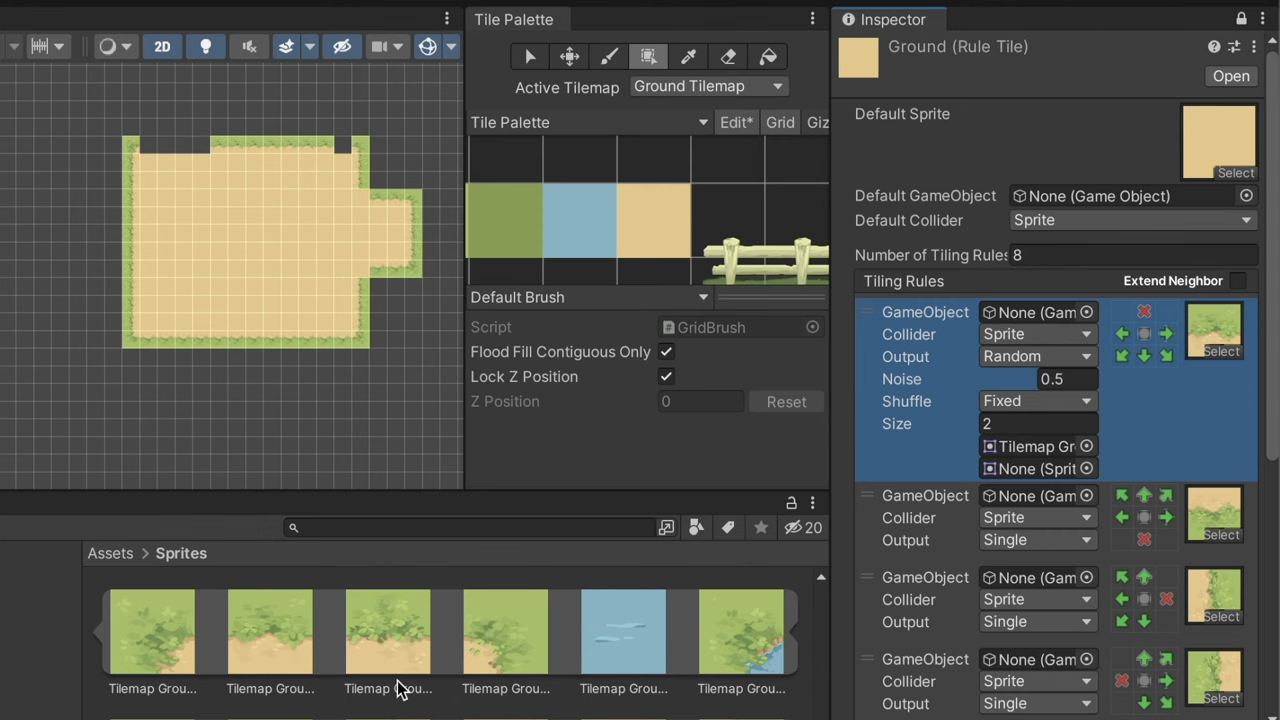 2D
Tile Palette
Active Tilemap Ground Tilemap
Tile Palette Edit* Grid Giz
Default Brush
Script GridBrush
Flood Fill Contiguous Only
Lock Z Position
Z Position 0 Reset
20
Assets > Sprites
Tilemap Grou... Tilemap Grou... Tilemap Grou... Tilemap Grou... Tilemap Grou... Tilemap Grou...
Inspector
Ground (Rule Tile)
Open
Default Sprite
Select
Default GameObject None (Game Object)
Default Collider Sprite
Number of Tiling Rules 8
Tiling Rules Extend Neighbor
GameObject None (Gam
Collider Sprite
Output Random Select
Noise 0.5
Shuffle Fixed
Size 2
Tilemap Gr
None (Sprit
GameObject None (Gam
Collider Sprite
Output Single Select
GameObject None (Gam
Collider Sprite
Output Single Select
GameObject None (Gam
Collider Sprite
Output Single Select